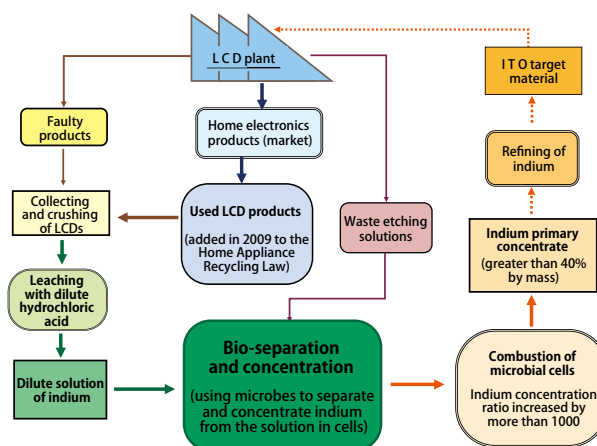 L C D plant
I T O target
material
Faulty
products
Home electronics
products (market)
Refining of
indium
Collecting
and crushing
of LCDs
Used LCD products
(added in 2009 to the
Home Appliance
Recycling Law)
Waste etching
solutions
Indium primary
concentrate
(greater than 40%
by mass)
Leaching
with dilute
hydrochloric
acid
Dilute solution
of indium
Bio-separation
and concentration
(using microbes to separate
and concentrate indium
from the solution in cells)
Combustion of
microbial cells
Indium concentration
ratio increased by
more than 1000